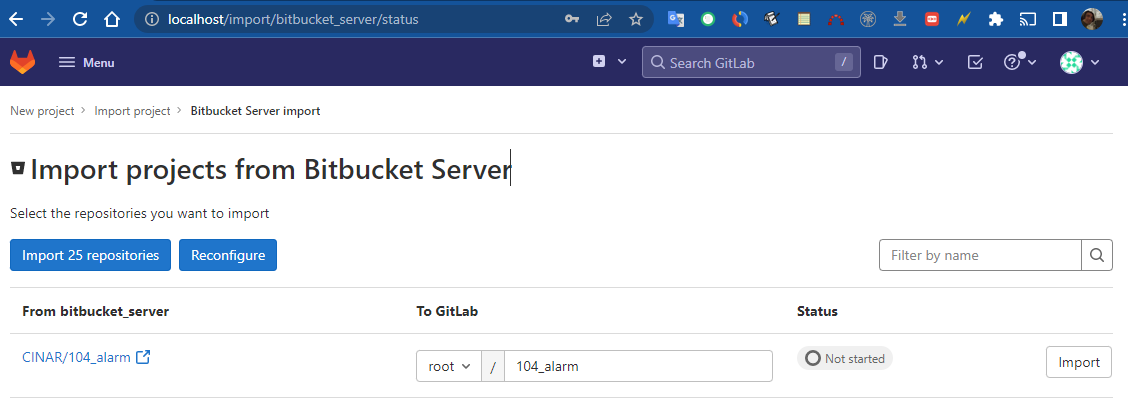 localhost/import/bitbucket_server/status
Menu
Search GitLab /
New project > Import project > Bitbucket Server import
Import projects from Bitbucket Server
Select the repositories you want to import
Import 25 repositories Reconfigure Filter by name
From bitbucket_server To GitLab Status
CINAR/104_alarm root / 104_alarm Not started Import